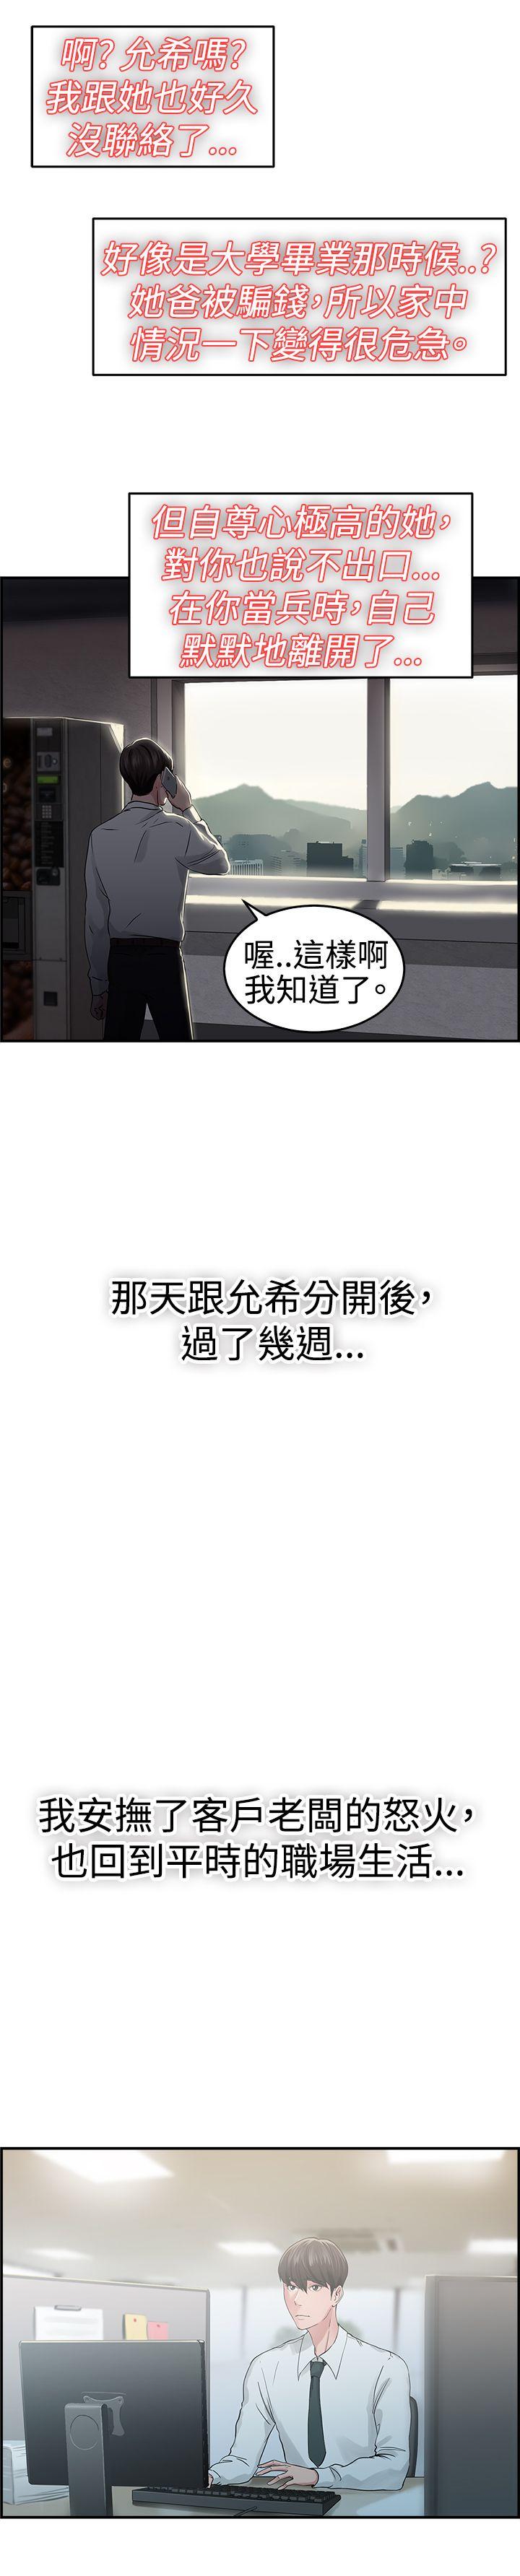 啊? 允希嗎?
我跟她也好久
沒聯絡了...
好像是大學畢業那時候..?
她爸被騙錢，所以家中
情況一下變得很危急。
但自尊心極高的她，
對你也說不出口...
在你當兵時，自己
默默地離開了...
喔..這樣啊
我知道了。
那天跟允希分開後，
過了幾週...
我安撫了客戶老闆的怒火，
也回到平時的職場生活...